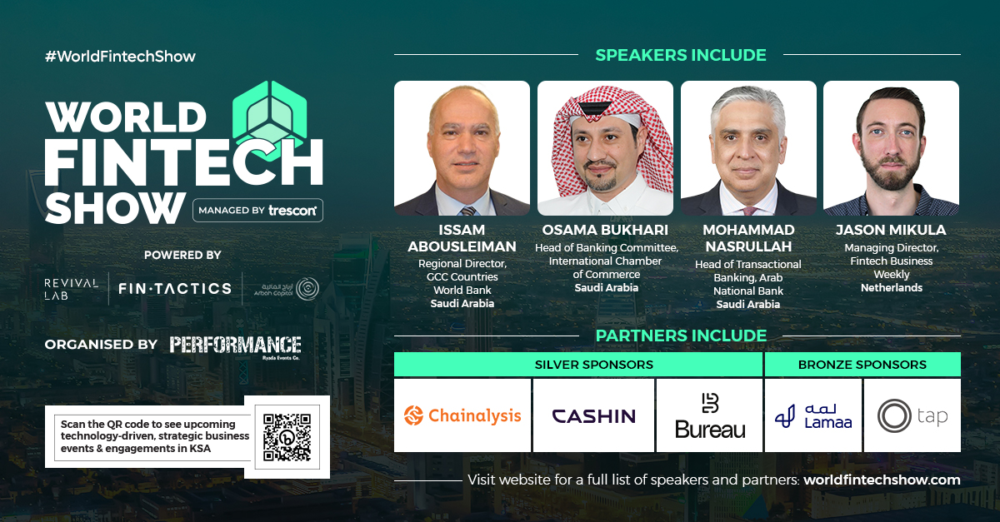 #WorldFintechShow
WORLD
FINTECH
SHOW
MANAGED BY trescon
POWERED BY
REVIVAL
LAB
FIN·TACTICS
أرباح المالية
Arbah Capital
ORGANISED BY PERFORMANCE
Ryada Events Co.
Scan the QR code to see upcoming
technology-driven, strategic business
events & engagements in KSA
SPEAKERS INCLUDE
ISSAM
ABOUSLEIMAN
Regional Director,
GCC Countries
World Bank
Saudi Arabia
OSAMA BUKHARI
Head of Banking Committee,
International Chamber
of Commerce
Saudi Arabia
MOHAMMAD
NASRULLAH
Head of Transactional
Banking, Arab
National Bank
Saudi Arabia
JASON MIKULA
Managing Director,
Fintech Business
Weekly
Netherlands
PARTNERS INCLUDE
SILVER SPONSORS
BRONZE SPONSORS
Chainalysis
CASHIN
Bureau
لمه
Lamaa
tap
Visit website for a full list of speakers and partners: worldfintechshow.com